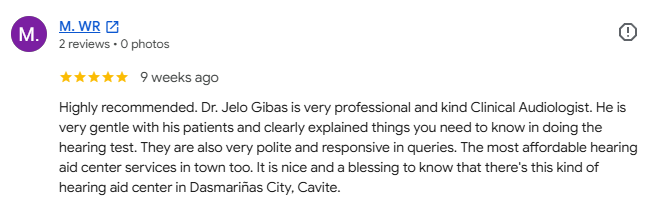 M.
M. WR
2 reviews • 0 photos
★★★★★ 9 weeks ago
Highly recommended. Dr. Jelo Gibas is very professional and kind Clinical Audiologist. He is
very gentle with his patients and clearly explained things you need to know in doing the
hearing test. They are also very polite and responsive in queries. The most affordable hearing
aid center services in town too. It is nice and a blessing to know that there's this kind of
hearing aid center in Dasmariñas City, Cavite.